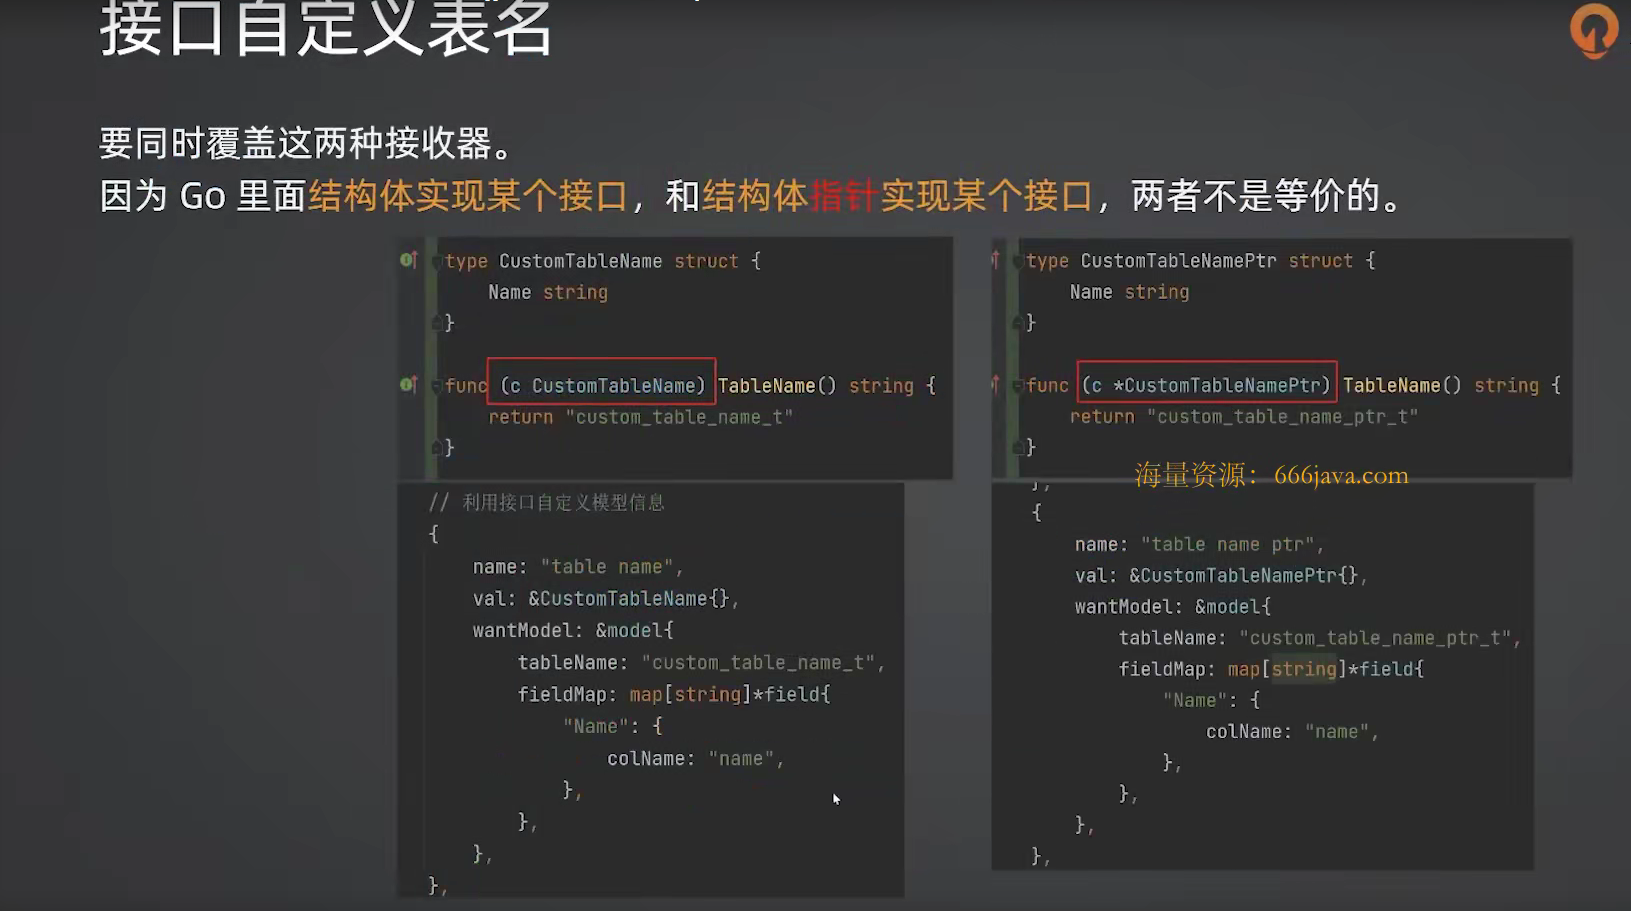 接口自定义表名
要同时覆盖这两种接收器。
因为 Go 里面结构体实现某个接口，和结构体指针实现某个接口，两者不是等价的。
type CustomTableName struct {
Name string
}
func (c CustomTableName) TableName() string {
return "custom_table_name_t"
}
// 利用接口自定义模型信息
{
name: "table name",
val: &CustomTableName{},
wantModel: &model{
tableName: "custom_table_name_t",
fieldMap: map[string]*field{
"Name": {
colName: "name",
},
},
},
},
type CustomTableNamePtr struct {
Name string
}
func (c *CustomTableNamePtr) TableName() string {
return "custom_table_name_ptr_t"
}
海量资源：666java.com
},
{
name: "table name ptr",
val: &CustomTableNamePtr{},
wantModel: &model{
tableName: "custom_table_name_ptr_t",
fieldMap: map[string]*field{
"Name": {
colName: "name",
},
},
},
},